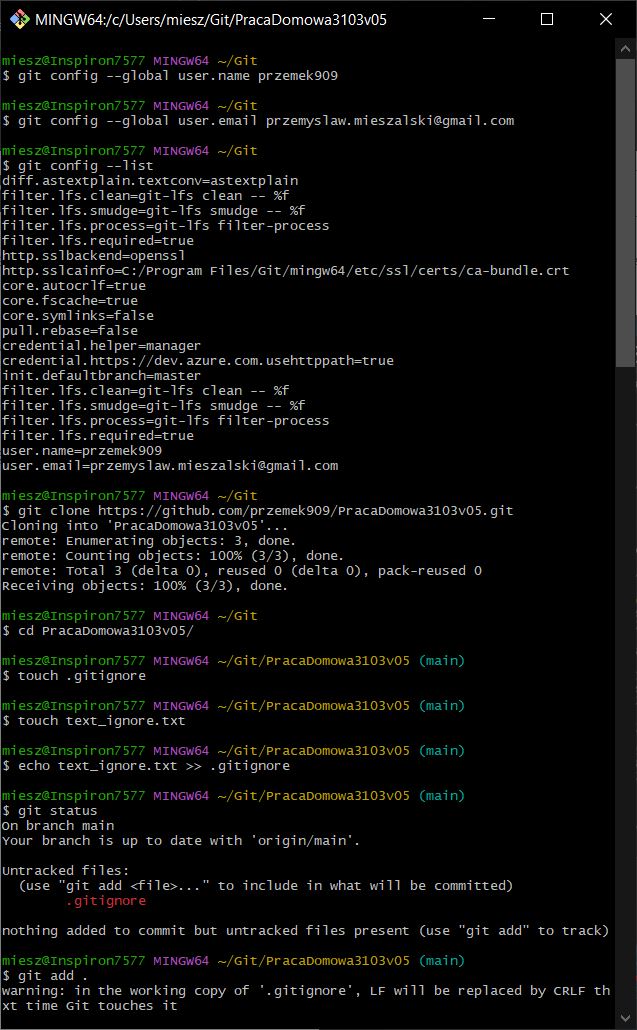 MINGW64:/c/Users/miesz/Git/PracaDomowa3103v05
miesz@Inspiron7577 MINGW64 ~/Git
$ git config --global user.name przemek909
miesz@Inspiron7577 MINGW64 ~/Git
$ git config --global user.email przemyslaw.mieszalski@gmail.com
miesz@Inspiron7577 MINGW64 ~/Git
$ git config --list
diff.astextplain.textconv=astextplain
filter.lfs.clean=git-lfs clean -- %f
filter.lfs.smudge=git-lfs smudge -- %f
filter.lfs.process=git-lfs filter-process
filter.lfs.required=true
http.sslbackend=openssl
http.sslcainfo=C:/Program Files/Git/mingw64/etc/ssl/certs/ca-bundle.crt
core.autocrlf=true
core.fscache=true
core.symlinks=false
pull.rebase=false
credential.helper=manager
credential.https://dev.azure.com.usehttppath=true
init.defaultbranch=master
filter.lfs.clean=git-lfs clean -- %f
filter.lfs.smudge=git-lfs smudge -- %f
filter.lfs.process=git-lfs filter-process
filter.lfs.required=true
user.name=przemek909
user.email=przemyslaw.mieszalski@gmail.com
miesz@Inspiron7577 MINGW64 ~/Git
$ git clone https://github.com/przemek909/PracaDomowa3103v05.git
Cloning into 'PracaDomowa3103v05'...
remote: Enumerating objects: 3, done.
remote: Counting objects: 100% (3/3), done.
remote: Total 3 (delta 0), reused 0 (delta 0), pack-reused 0
Receiving objects: 100% (3/3), done.
miesz@Inspiron7577 MINGW64 ~/Git
$ cd PracaDomowa3103v05/
miesz@Inspiron7577 MINGW64 ~/Git/PracaDomowa3103v05 (main)
$ touch .gitignore
miesz@Inspiron7577 MINGW64 ~/Git/PracaDomowa3103v05 (main)
$ touch text_ignore.txt
miesz@Inspiron7577 MINGW64 ~/Git/PracaDomowa3103v05 (main)
$ echo text_ignore.txt >> .gitignore
miesz@Inspiron7577 MINGW64 ~/Git/PracaDomowa3103v05 (main)
$ git status
On branch main
Your branch is up to date with 'origin/main'.
Untracked files:
(use "git add <file>..." to include in what will be committed)
.gitignore
nothing added to commit but untracked files present (use "git add" to track)
miesz@Inspiron7577 MINGW64 ~/Git/PracaDomowa3103v05 (main)
$ git add .
warning: in the working copy of '.gitignore', LF will be replaced by CRLF th
xt time Git touches it